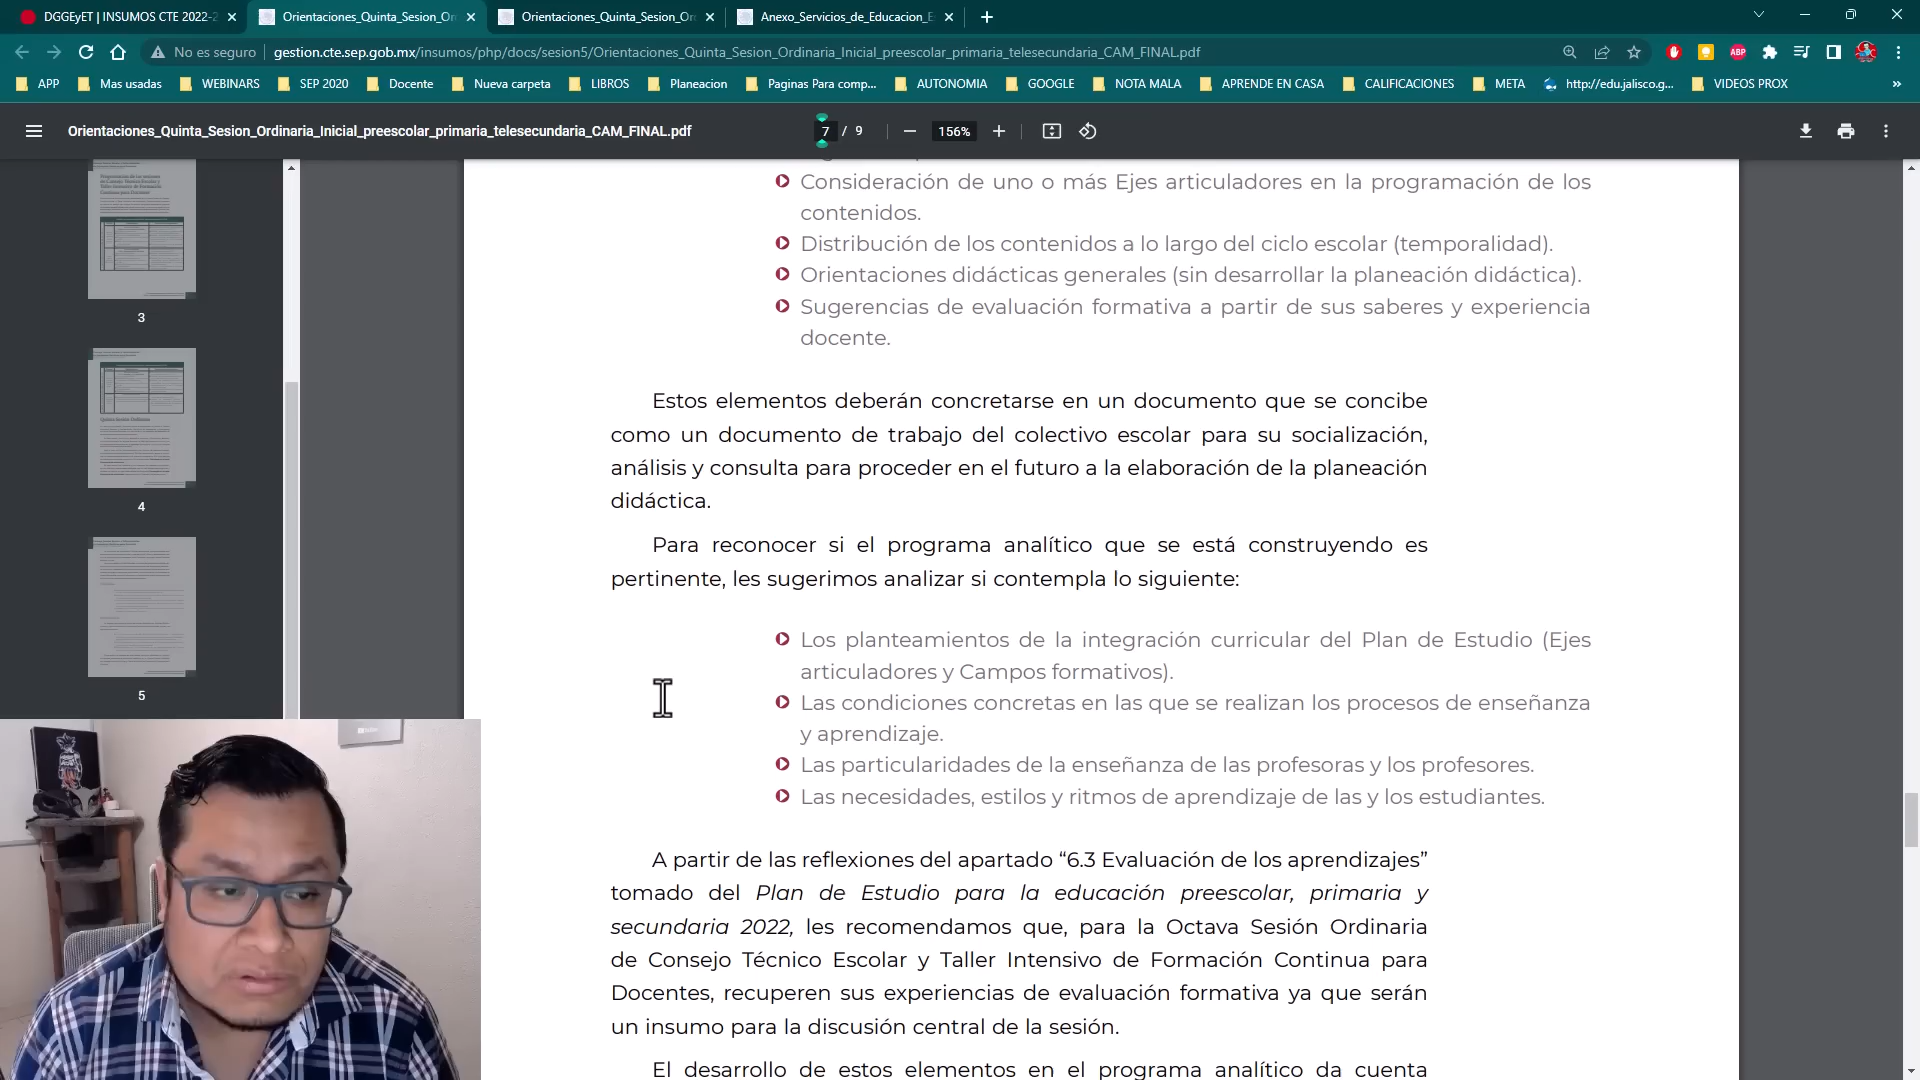 DGGEyET | INSUMOS CTE 2022-2
Orientaciones_Quinta_Sesion_Or
Orientaciones_Quinta_Sesion_Or
Anexo_Servicios_de_Educacion_E
No es seguro
gestion.cte.sep.gob.mx/insumos/php/docs/sesion5/Orientaciones_Quinta_Sesion_Ordinaria_Inicial_preescolar_primaria_telesecundaria_CAM_FINAL.pdf
ABP
APP
Mas usadas
WEBINARS
SEP 2020
Docente
Nueva carpeta
LIBROS
Planeacion
Paginas Para comp...
AUTONOMIA
GOOGLE
NOTA MALA
APRENDE EN CASA
CALIFICACIONES
META
http://edu.jalisco.g...
VIDEOS PROX
Orientaciones_Quinta_Sesion_Ordinaria_Inicial_preescolar_primaria_telesecundaria_CAM_FINAL.pdf
7 / 9
156%
3
4
5
Consideración de uno o más Ejes articuladores en la programación de los
contenidos.
Distribución de los contenidos a lo largo del ciclo escolar (temporalidad).
Orientaciones didácticas generales (sin desarrollar la planeación didáctica).
Sugerencias de evaluación formativa a partir de sus saberes y experiencia
docente.
Estos elementos deberán concretarse en un documento que se concibe
como un documento de trabajo del colectivo escolar para su socialización,
análisis y consulta para proceder en el futuro a la elaboración de la planeación
didáctica.
Para reconocer si el programa analítico que se está construyendo es
pertinente, les sugerimos analizar si contempla lo siguiente:
Los planteamientos de la integración curricular del Plan de Estudio (Ejes
articuladores y Campos formativos).
Las condiciones concretas en las que se realizan los procesos de enseñanza
y aprendizaje.
Las particularidades de la enseñanza de las profesoras y los profesores.
Las necesidades, estilos y ritmos de aprendizaje de las y los estudiantes.
A partir de las reflexiones del apartado “6.3 Evaluación de los aprendizajes”
tomado del Plan de Estudio para la educación preescolar, primaria y
secundaria 2022, les recomendamos que, para la Octava Sesión Ordinaria
de Consejo Técnico Escolar y Taller Intensivo de Formación Continua para
Docentes, recuperen sus experiencias de evaluación formativa ya que serán
un insumo para la discusión central de la sesión.
El desarrollo de estos elementos en el programa analítico da cuenta